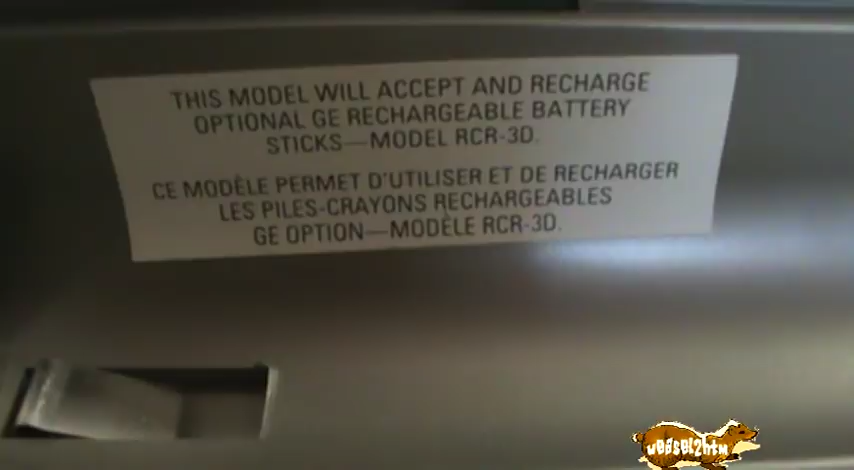 THIS MODEL WILL ACCEPT AND RECHARGE
OPTIONAL GE RECHARGEABLE BATTERY
STICKS—MODEL RCR-3D.
CE MODÈLE PERMET D'UTILISER ET DE RECHARGER
LES PILES-CRAYONS RECHARGEABLES
GE OPTION—MODÈLE RCR-3D.
weasel2htm